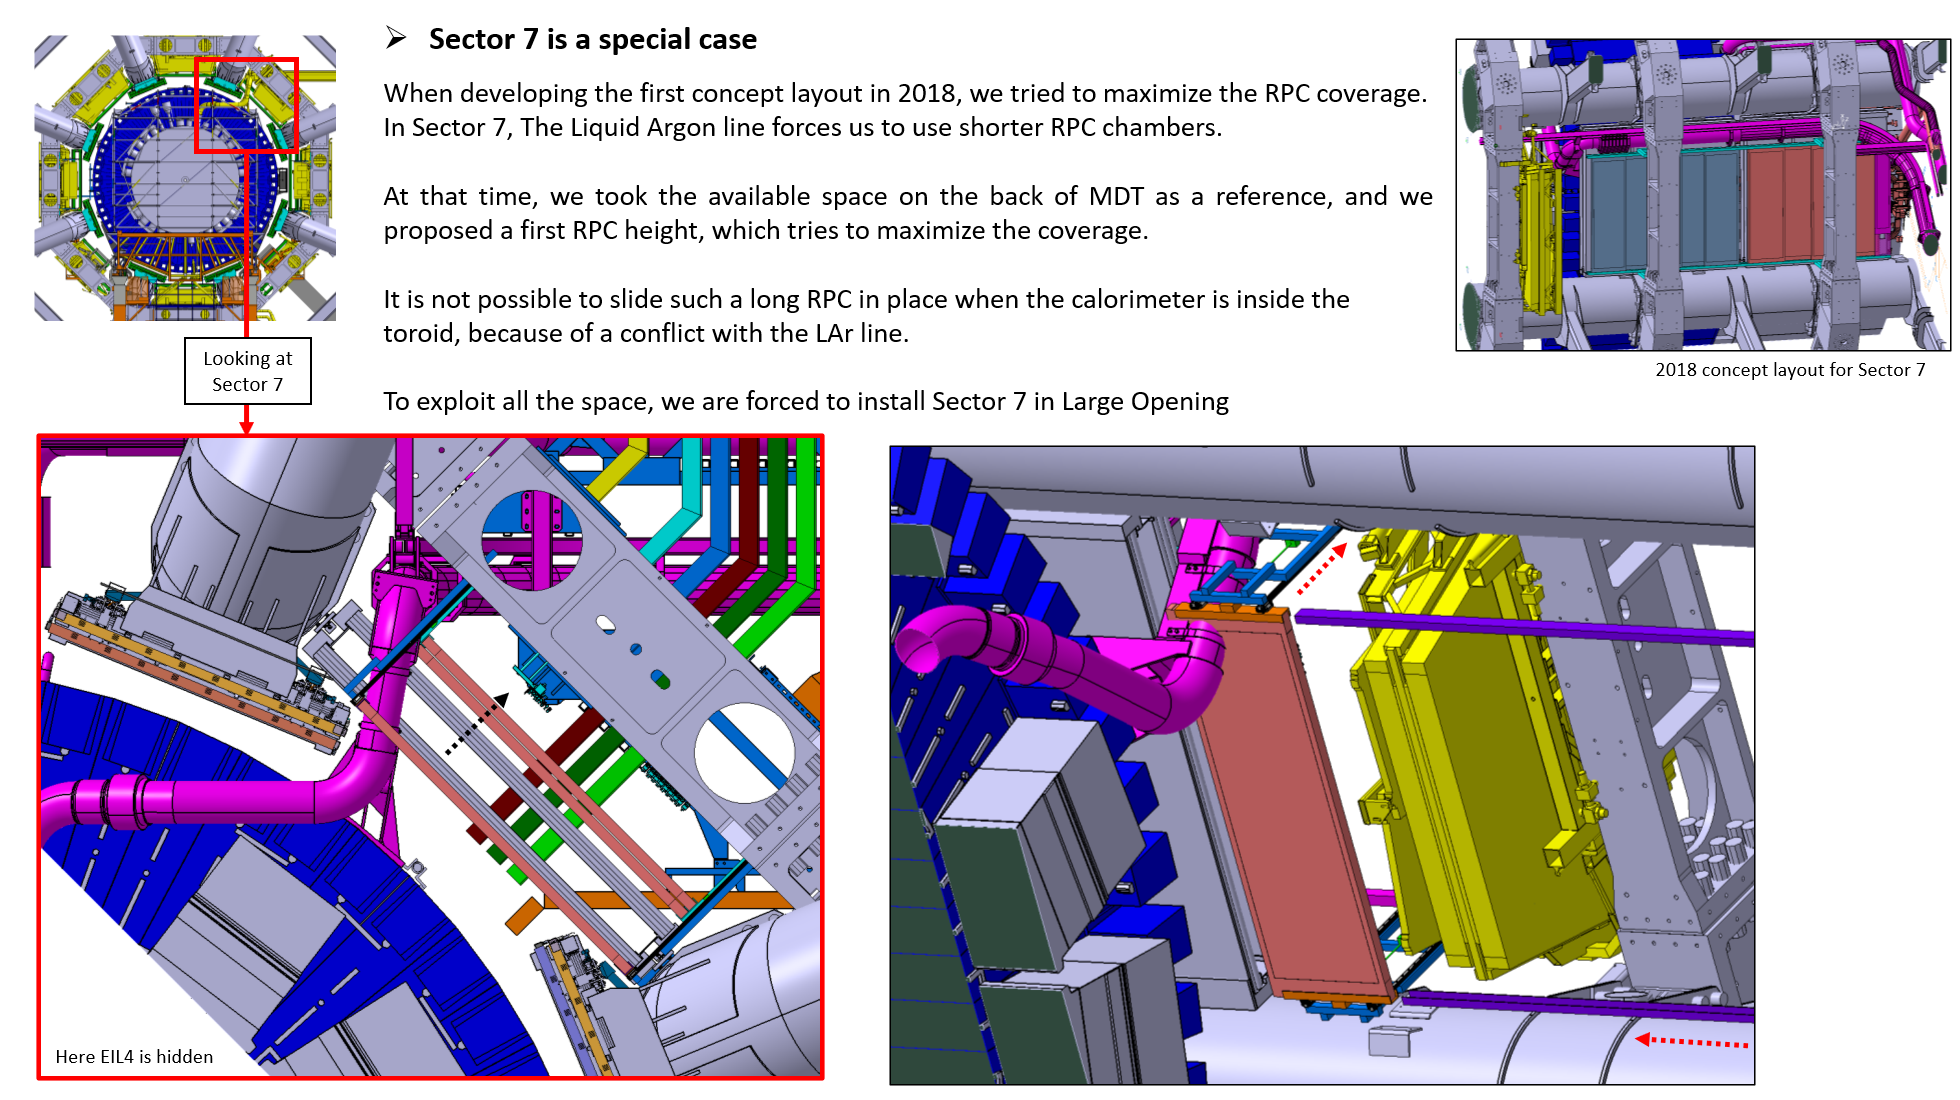 ➢ Sector 7 is a special case
When developing the first concept layout in 2018, we tried to maximize the RPC coverage.
In Sector 7, The Liquid Argon line forces us to use shorter RPC chambers.
At that time, we took the available space on the back of MDT as a reference, and we
proposed a first RPC height, which tries to maximize the coverage.
It is not possible to slide such a long RPC in place when the calorimeter is inside the
toroid, because of a conflict with the LAr line.
To exploit all the space, we are forced to install Sector 7 in Large Opening
Looking at
Sector 7
2018 concept layout for Sector 7
Here EIL4 is hidden